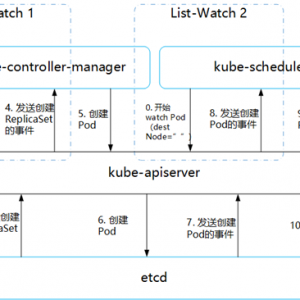 atch 1
List-Watch 2
e-controller-manager
kube-schedule
4. 发送创建
ReplicaSet
的事件
5. 创建
Pod
0. 开始
watch Pod
(dest
Node=" ")
8. 发送创建
Pod的事件
9
kube-apiserver
创建
caSet
6. 创建
Pod
7. 发送创建
Pod的事件
10
etcd